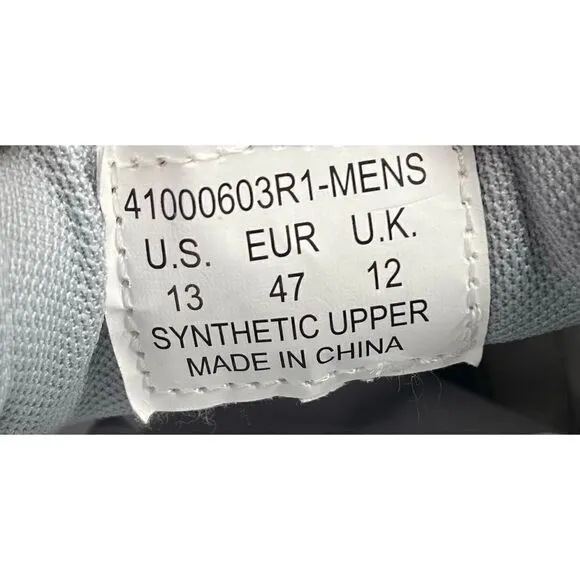 41000603R1-MENS
U.S. EUR U.K.
13 47 12
SYNTHETIC UPPER
MADE IN CHINA